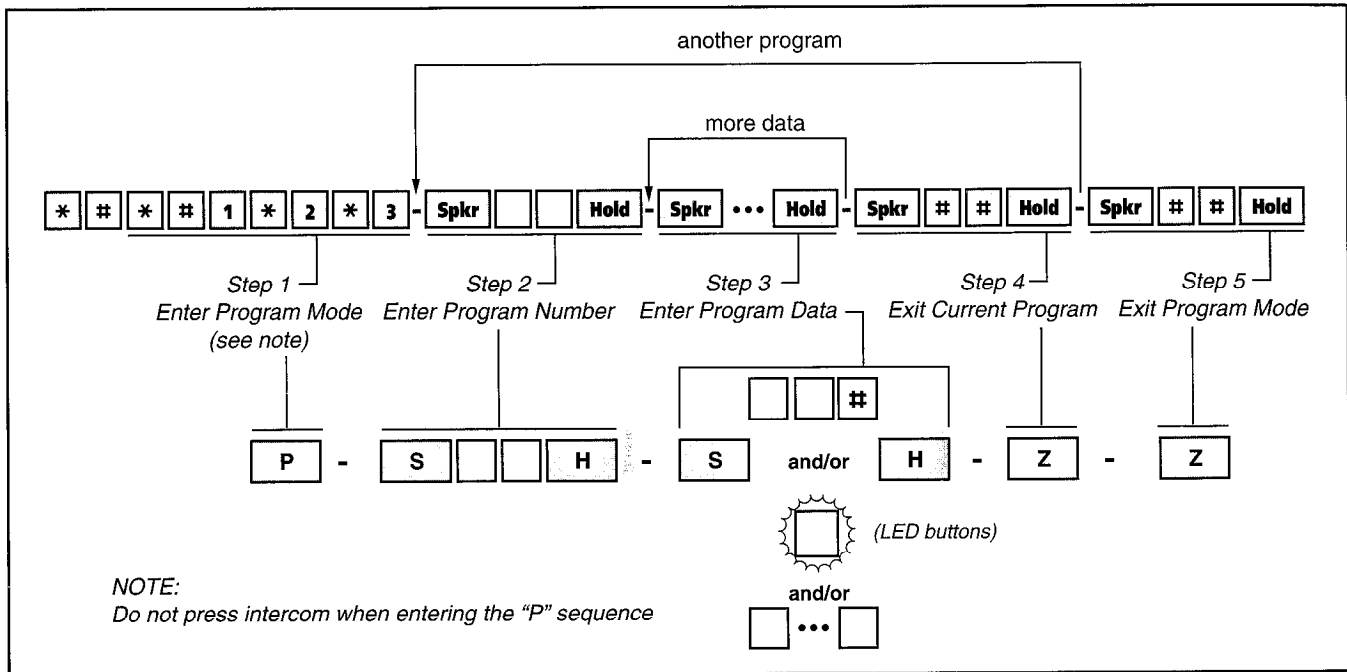 another program
more data
* # * # 1 * 2 * 3 - Spkr Hold - Spkr ••• Hold - Spkr # # Hold - Spkr # # Hold
Step 1 Step 2 Step 3 Step 4 Step 5
Enter Program Mode Enter Program Number Enter Program Data Exit Current Program Exit Program Mode
(see note)
#
P - S H - S and/or H - Z - Z
(LED buttons)
and/or
•••
NOTE:
Do not press intercom when entering the “P” sequence